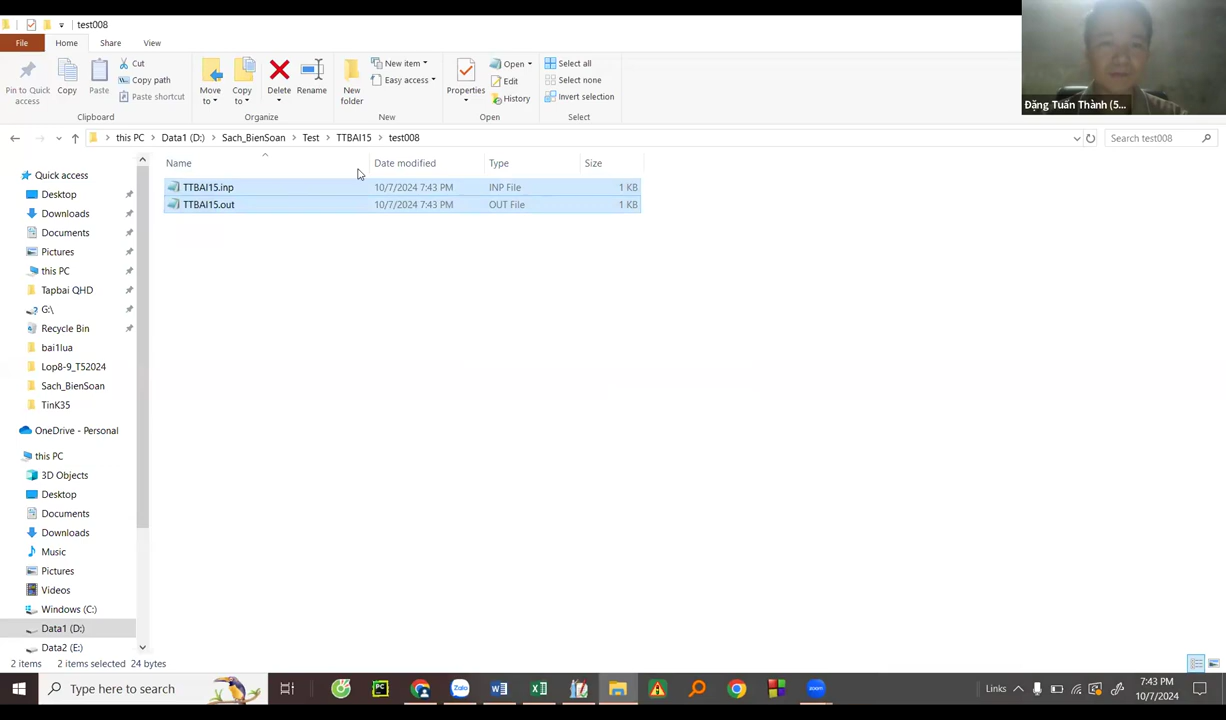 test008
File Home Share View
Pin to Quick access
Copy
Paste
Cut
Copy path
Paste shortcut
Clipboard
Move to
Copy to
Delete
Rename
Organize
New folder
New item
Easy access
New
Properties
Open
Edit
History
Open
Select all
Select none
Invert selection
Select
Đặng Tuấn Thành (5...
this PC > Data1 (D:) > Sach_BienSoan > Test > TTBAI15 > test008
Search test008
Name Date modified Type Size
TTBAI15.inp 10/7/2024 7:43 PM INP File 1 KB
TTBAI15.out 10/7/2024 7:43 PM OUT File 1 KB
Quick access
Desktop
Downloads
Documents
Pictures
this PC
Tapbai QHD
G:\
Recycle Bin
bai1lua
Lop8-9_T52024
Sach_BienSoan
TinK35
OneDrive - Personal
this PC
3D Objects
Desktop
Documents
Downloads
Music
Pictures
Videos
Windows (C:)
Data1 (D:)
Data2 (E:)
2 items 2 items selected 24 bytes
Type here to search
PC
W
X
zoom
Links
7:43 PM
10/7/2024